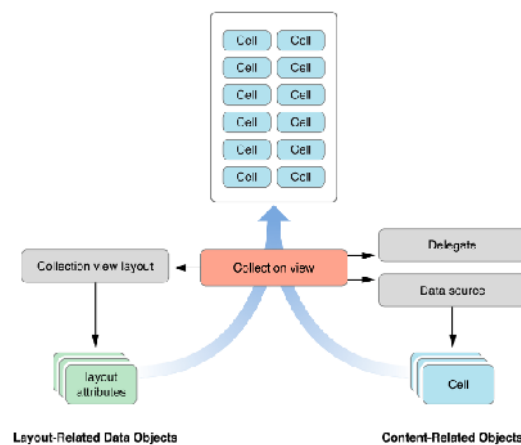 Cell Cell
Cell Cell
Cell Cell
Cell Cell
Cell Cell
Cell Cell
Delegate
Collection view layout
Collection view
Data source
layout
attributes
Cell
Layout-Related Data Objects
Content-Related Objects